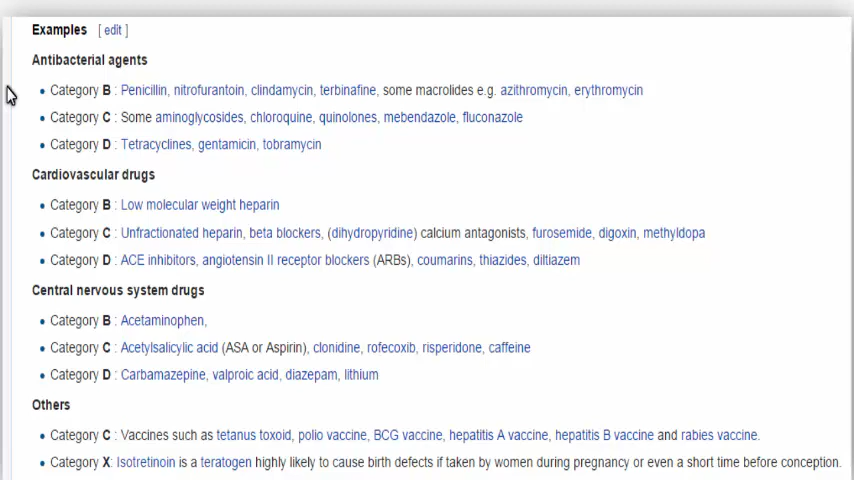 Examples [ edit ]
Antibacterial agents
• Category B : Penicillin, nitrofurantoin, clindamycin, terbinafine, some macrolides e.g. azithromycin, erythromycin
• Category C : Some aminoglycosides, chloroquine, quinolones, mebendazole, fluconazole
• Category D : Tetracyclines, gentamicin, tobramycin
Cardiovascular drugs
• Category B : Low molecular weight heparin
• Category C : Unfractionated heparin, beta blockers, (dihydropyridine) calcium antagonists, furosemide, digoxin, methyldopa
• Category D : ACE inhibitors, angiotensin II receptor blockers (ARBs), coumarins, thiazides, diltiazem
Central nervous system drugs
• Category B : Acetaminophen,
• Category C : Acetylsalicylic acid (ASA or Aspirin), clonidine, rofecoxib, risperidone, caffeine
• Category D : Carbamazepine, valproic acid, diazepam, lithium
Others
• Category C : Vaccines such as tetanus toxoid, polio vaccine, BCG vaccine, hepatitis A vaccine, hepatitis B vaccine and rabies vaccine.
• Category X: Isotretinoin is a teratogen highly likely to cause birth defects if taken by women during pregnancy or even a short time before conception.